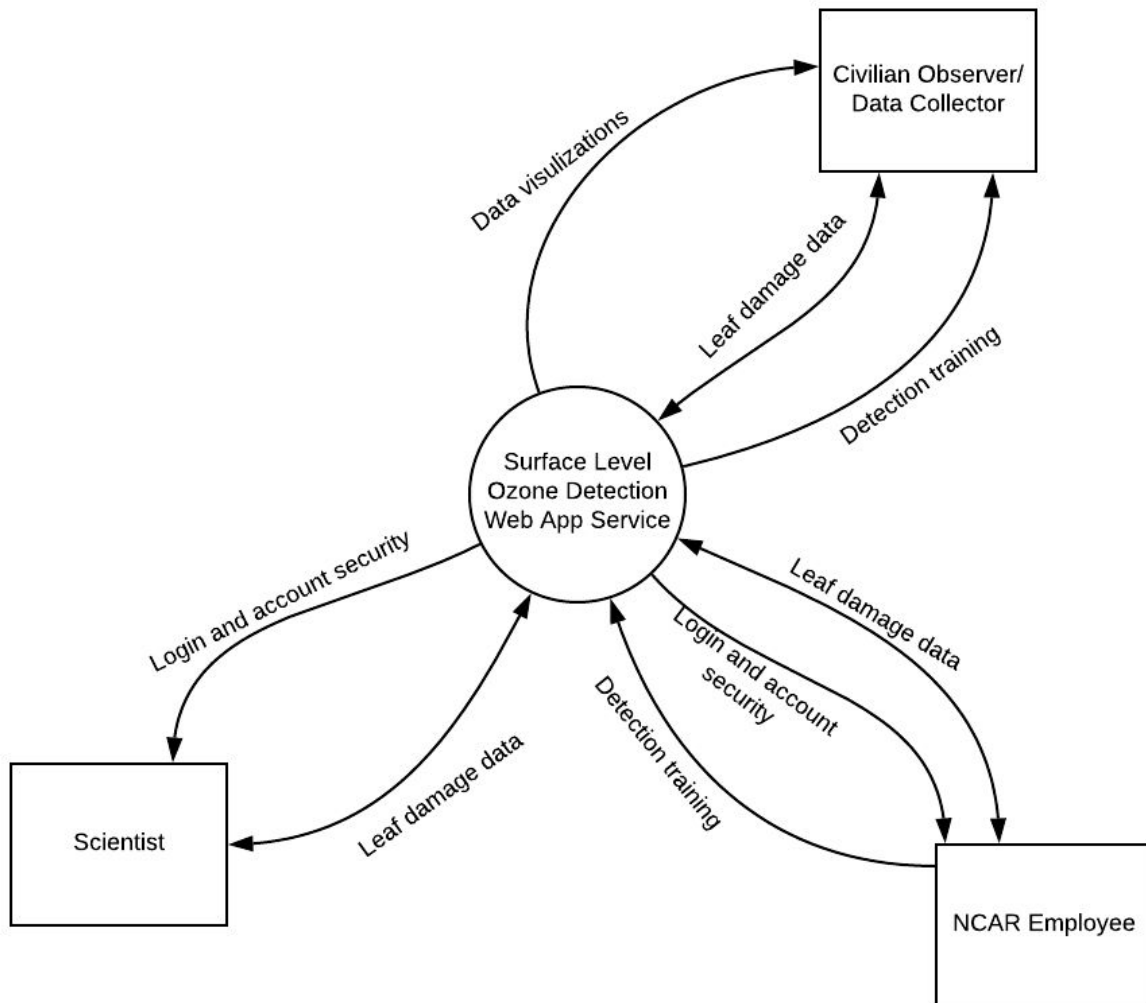 Civilian Observer/
Data Collector
Data visulizations
Leaf damage data
Detection training
Surface Level
Ozone Detection
Web App Service
Login and account security
Leaf damage data
Leaf damage data
Login and account
security
Detection training
Scientist
NCAR Employee